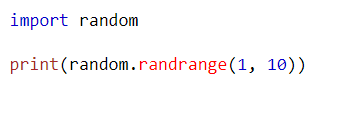 import random
print(random.randrange(1, 10))